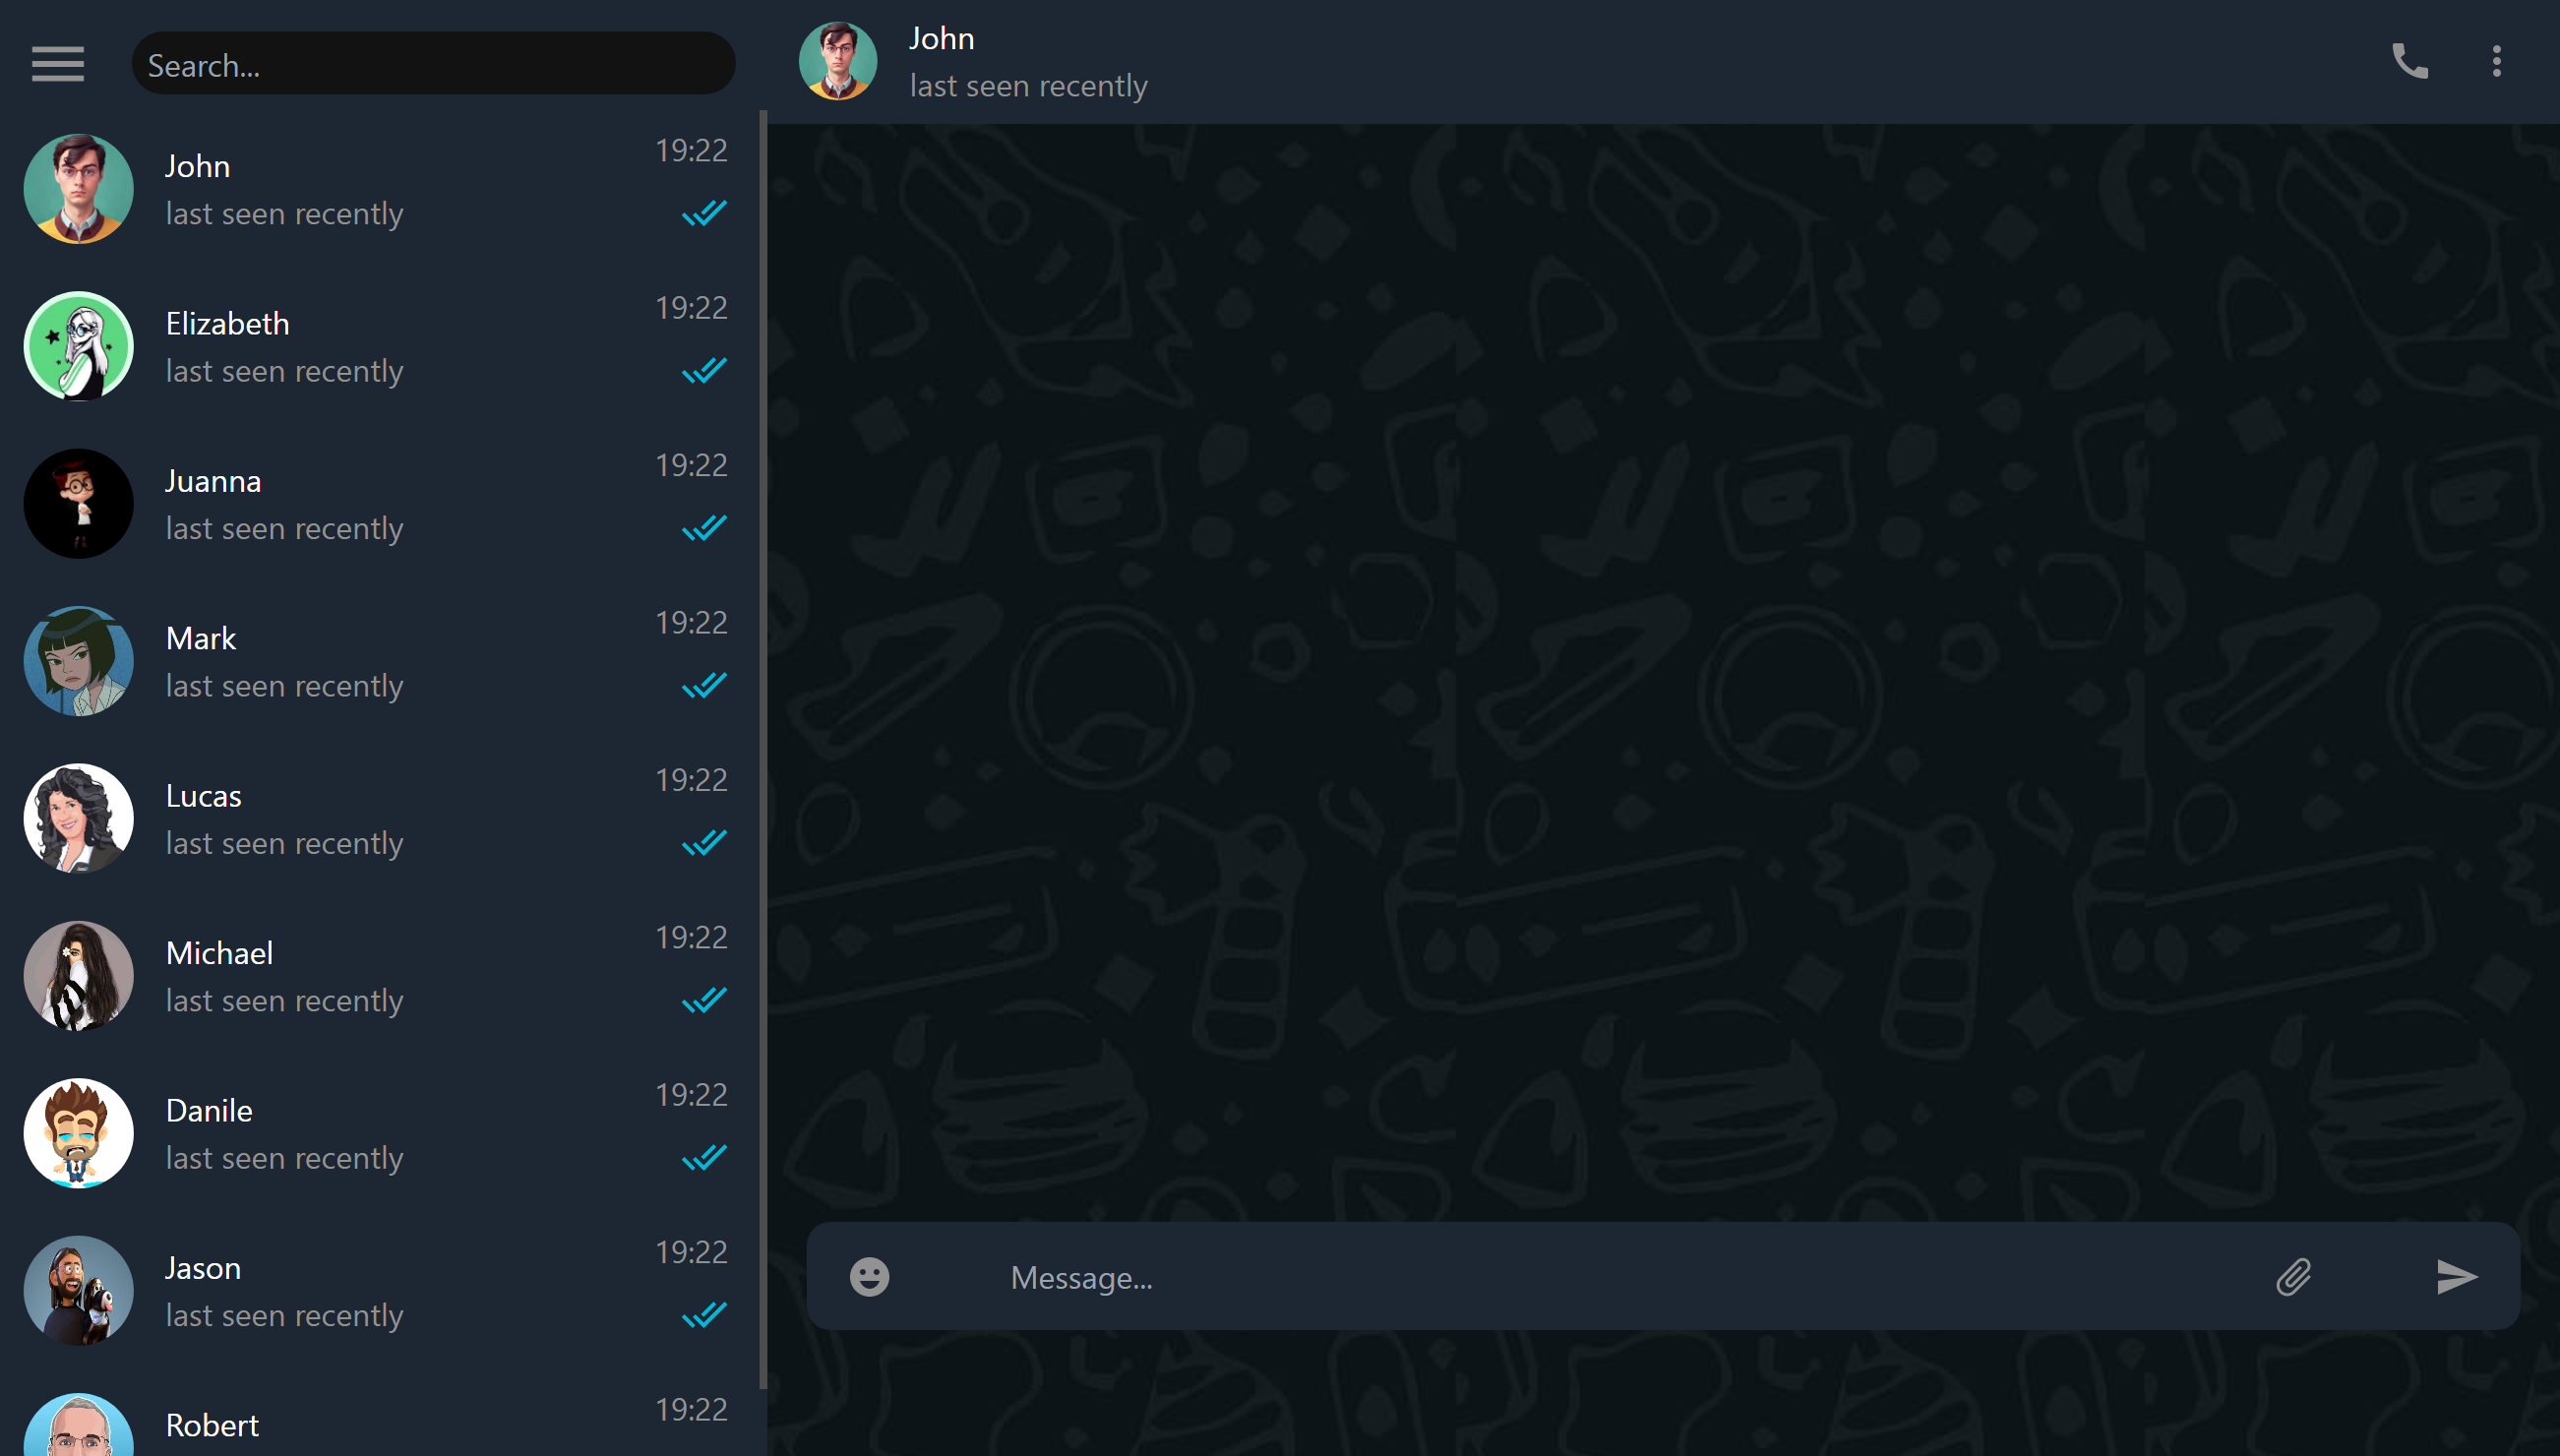 Search...
John
last seen recently
19:22
Elizabeth
last seen recently
19:22
Juanna
last seen recently
19:22
Mark
last seen recently
19:22
Lucas
last seen recently
19:22
Michael
last seen recently
19:22
Danile
last seen recently
19:22
Jason
last seen recently
19:22
Robert
19:22
John
last seen recently
Message...